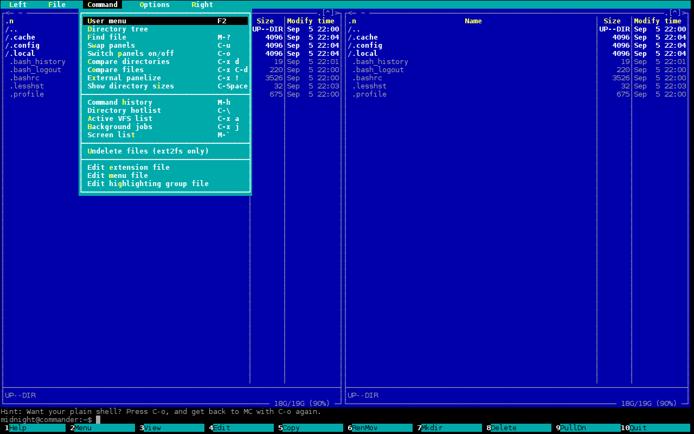 Left File Command Options Right
<- ~ .[^]>
.n Size Modify time
/.. UP--DIR Sep 5 22:00
/.cache 4096 Sep 5 22:04
/.config 4096 Sep 5 22:04
/.local 4096 Sep 5 22:04
.bash_history 19 Sep 5 22:01
.bash_logout 220 Sep 5 22:00
.bashrc 3526 Sep 5 22:00
.lesshst 32 Sep 5 22:03
.profile 675 Sep 5 22:00
User menu F2
Directory tree
Find file M-?
Swap panels C-u
Switch panels on/off C-o
Compare directories C-x d
Compare files C-x C-d
External panelize C-x !
Show directory sizes C-Space
Command history M-h
Directory hotlist C-\
Active VFS list C-x a
Background jobs C-x j
Screen list M-`
Undelete files (ext2fs only)
Edit extension file
Edit menu file
Edit highlighting group file
UP--DIR
18G/19G (90%)
<- ~ .[^]>
.n Name Size Modify time
/.. UP--DIR Sep 5 22:00
/.cache 4096 Sep 5 22:04
/.config 4096 Sep 5 22:04
/.local 4096 Sep 5 22:04
.bash_history 19 Sep 5 22:01
.bash_logout 220 Sep 5 22:00
.bashrc 3526 Sep 5 22:00
.lesshst 32 Sep 5 22:03
.profile 675 Sep 5 22:00
UP--DIR
18G/19G (90%)
Hint: Want your plain shell? Press C-o, and get back to MC with C-o again.
midnight@commander:~$
1Help 2Menu 3View 4Edit 5Copy 6RenMov 7Mkdir 8Delete 9PullDn 10Quit